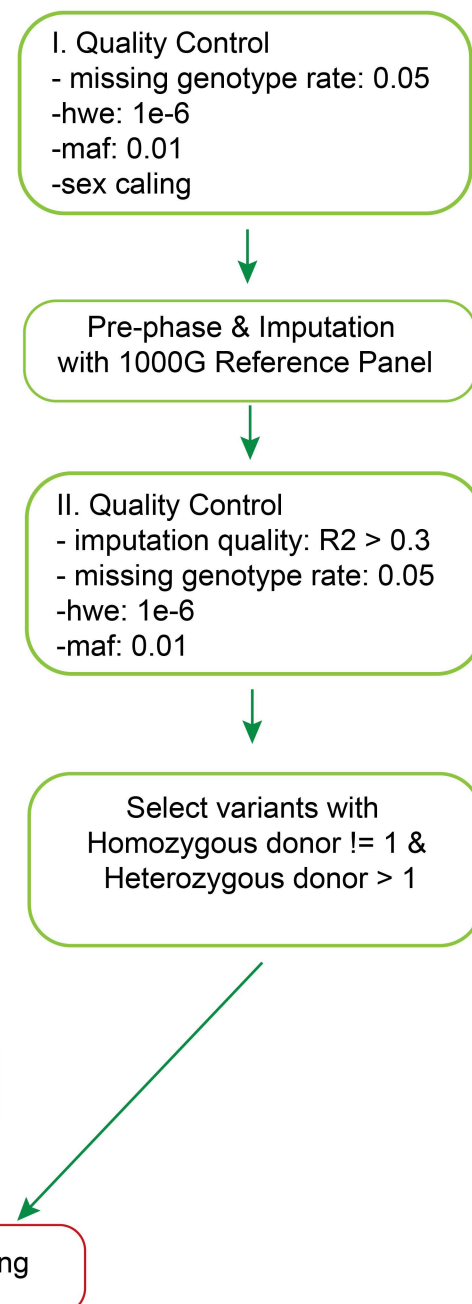 I. Quality Control
- missing genotype rate: 0.05
-hwe: 1e-6
-maf: 0.01
-sex caling
Pre-phase & Imputation
with 1000G Reference Panel
II. Quality Control
- imputation quality: R2 > 0.3
- missing genotype rate: 0.05
-hwe: 1e-6
-maf: 0.01
Select variants with
Homozygous donor != 1 &
Heterozygous donor > 1